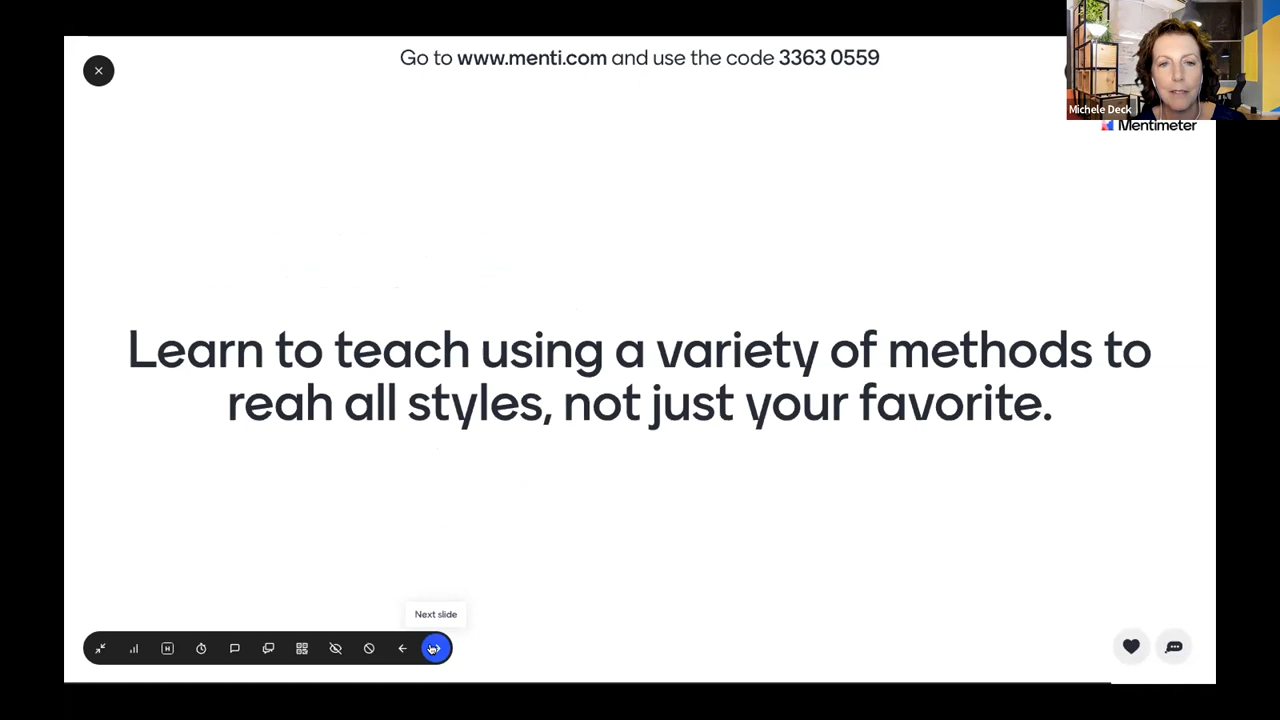 Go to www.menti.com and use the code 3363 0559
Michele Deck
Mentimeter
Learn to teach using a variety of methods to
reah all styles, not just your favorite.
Next slide
H